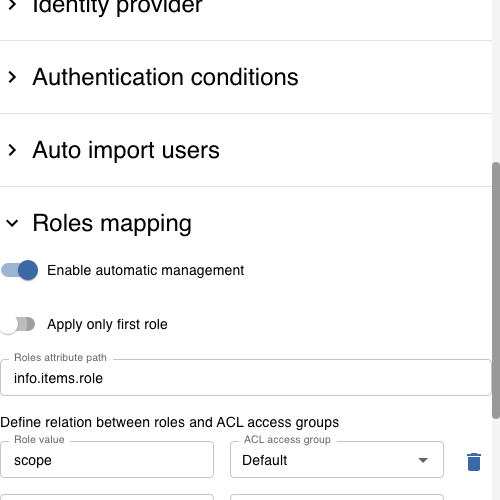 Identity provider
Authentication conditions
Auto import users
Roles mapping
Enable automatic management
Apply only first role
Roles attribute path
info.items.role
Define relation between roles and ACL access groups
Role value
ACL access group
scope
Default